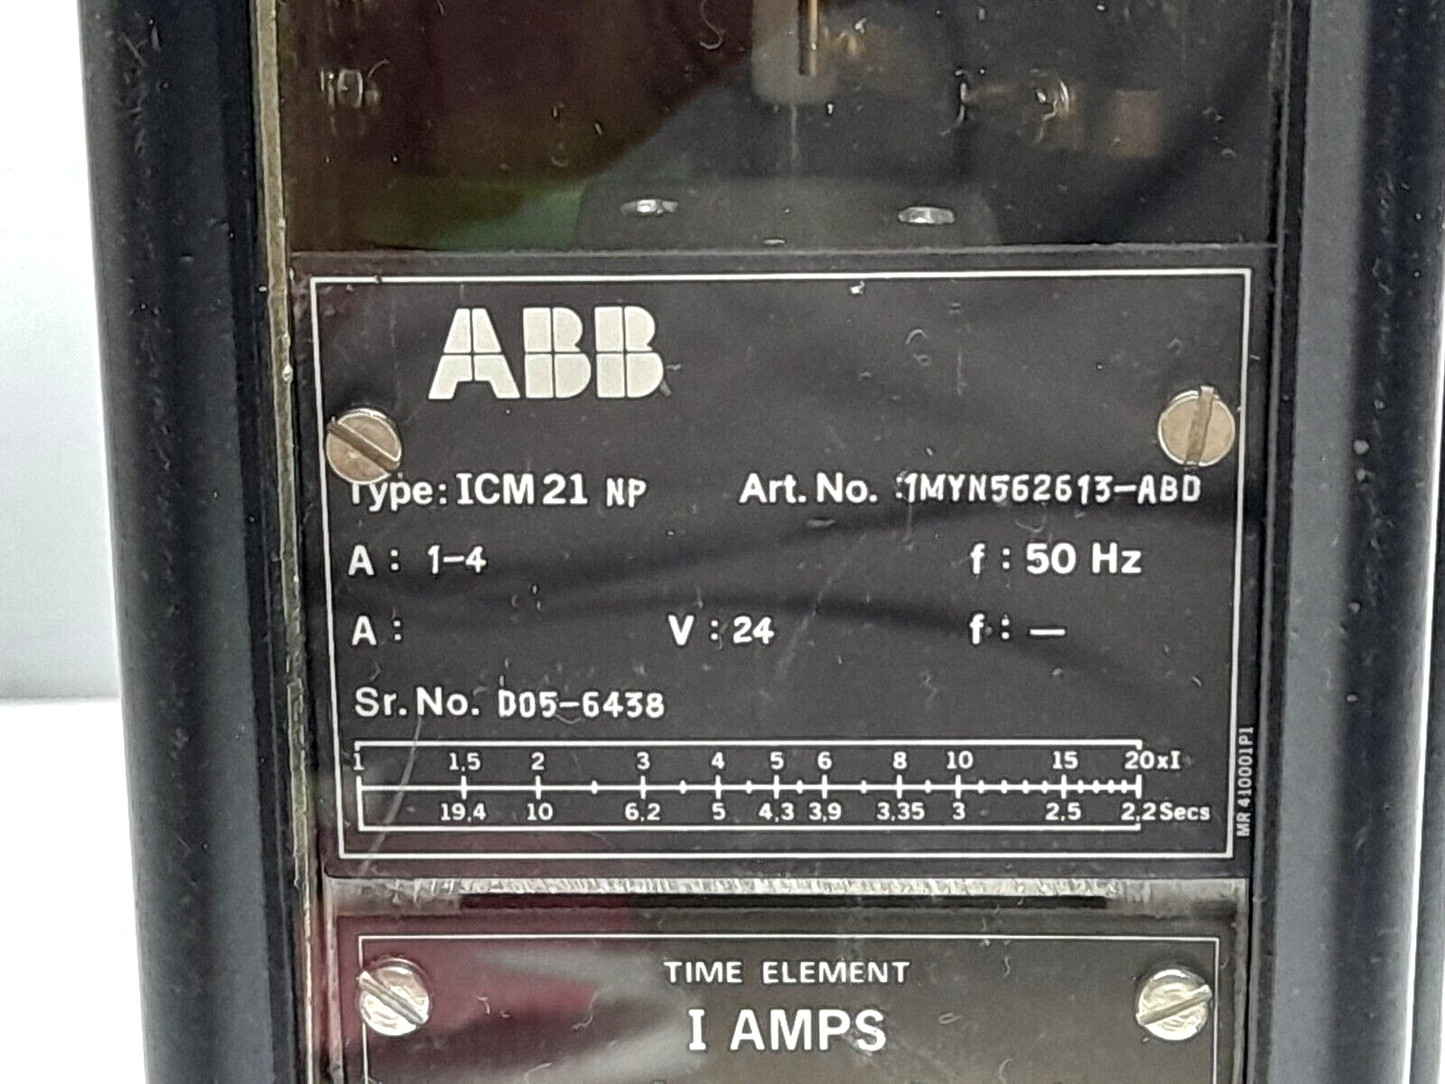 ABB
Type: ICM 21 NP Art. No. :1MYN562613-ABD
A : 1-4 f : 50 Hz
A : V : 24 f : —
Sr. No. D05-6438
1 1,5 2 3 4 5 6 8 10 15 20xI
19,4 10 6,2 5 4,3 3,9 3,35 3 2,5 2,2 Secs
MR 410001P1
TIME ELEMENT
I AMPS